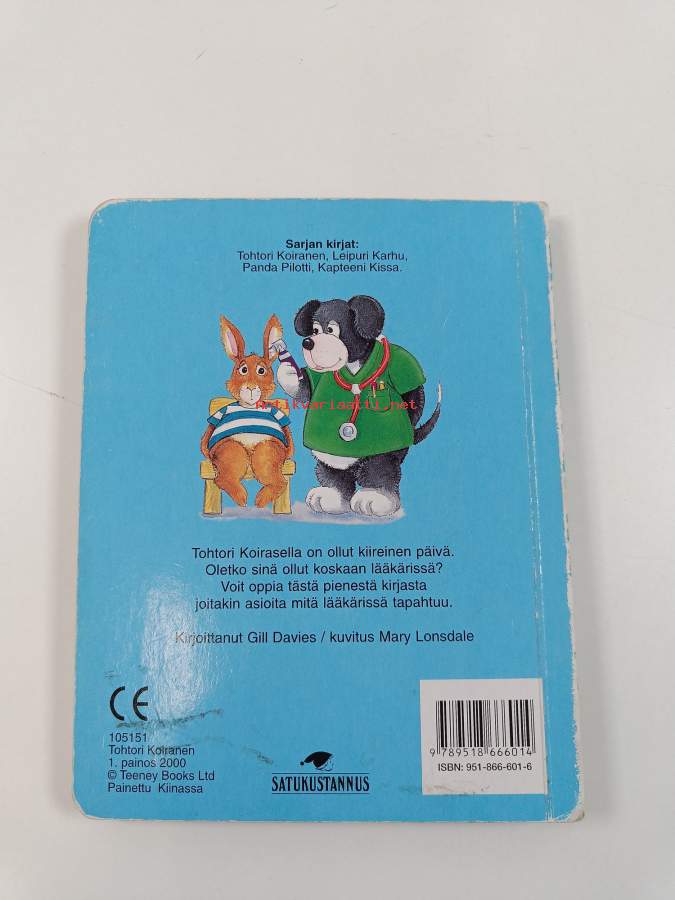 Sarjan kirjat:
Tohtori Koiranen, Leipuri Karhu,
Panda Pilotti, Kapteeni Kissa.
antikvariaatti.net
Tohtori Koirasella on ollut kiireinen päivä.
Oletko sinä ollut koskaan lääkärissä?
Voit oppia tästä pienestä kirjasta
joitakin asioita mitä lääkärissä tapahtuu.
Kirjoittanut Gill Davies / kuvitus Mary Lonsdale
CE
105151
Tohtori Koiranen
1. painos 2000
© Teeney Books Ltd
Painettu Kiinassa
SATUKUSTANNUS
9 789518 666014
ISBN: 951-866-601-6